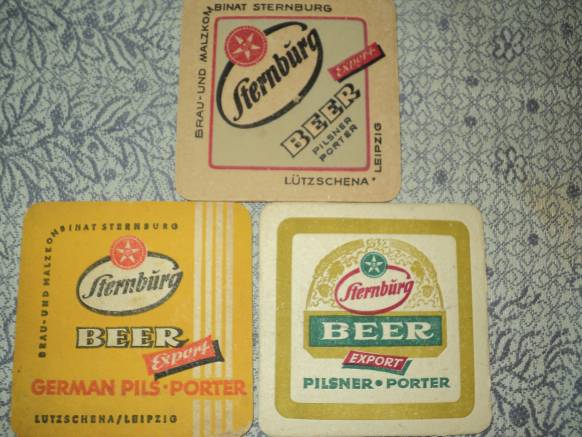 BRAU-UND MALZKOMBINAT STERNBURG
Sternburg
Export
BEER
PILSNER
PORTER
LÜTZSCHENA · LEIPZIG
BRAU-UND MALZKOMBINAT STERNBURG
Sternburg
BEER
Export
GERMAN PILS·PORTER
LÜTZSCHENA/LEIPZIG
Sternburg
BEER
EXPORT
PILSNER•PORTER